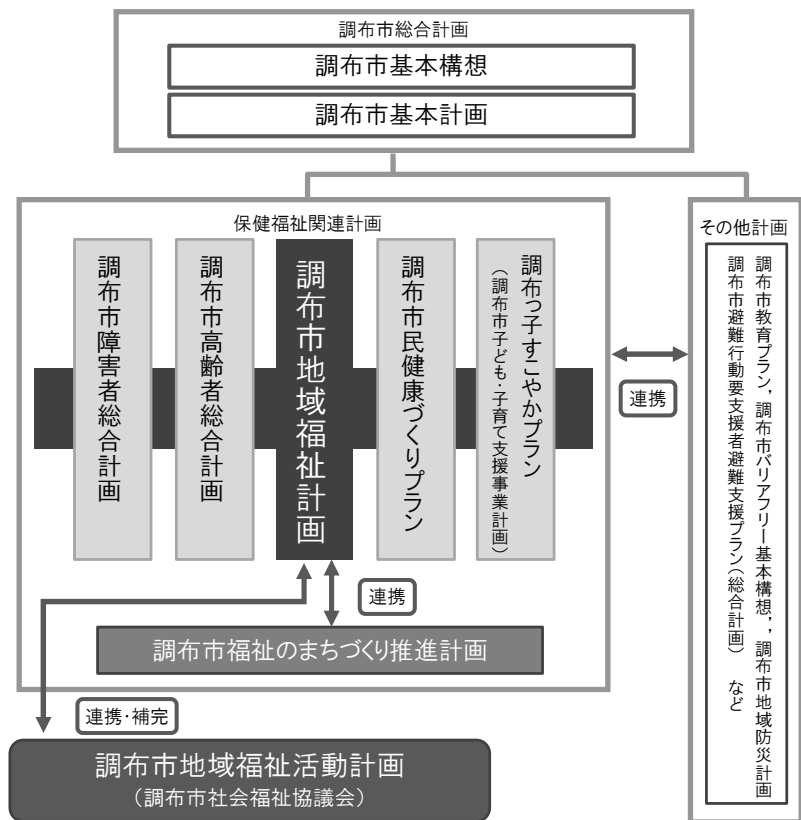 調布市総合計画
調布市基本構想
調布市基本計画
保健福祉関連計画
調布市障害者総合計画
調布市高齢者総合計画
調布市地域福祉計画
調布市民健康づくりプラン
調布っ子すこやかプラン
（調布市子ども・子育て支援事業計画）
連携
調布市福祉のまちづくり推進計画
連携
その他計画
調布市教育プラン，調布市バリアフリー基本構想，，調布市地域防災計画
調布市避難行動要支援者避難支援プラン（総合計画）　など
連携・補完
調布市地域福祉活動計画
（調布市社会福祉協議会）